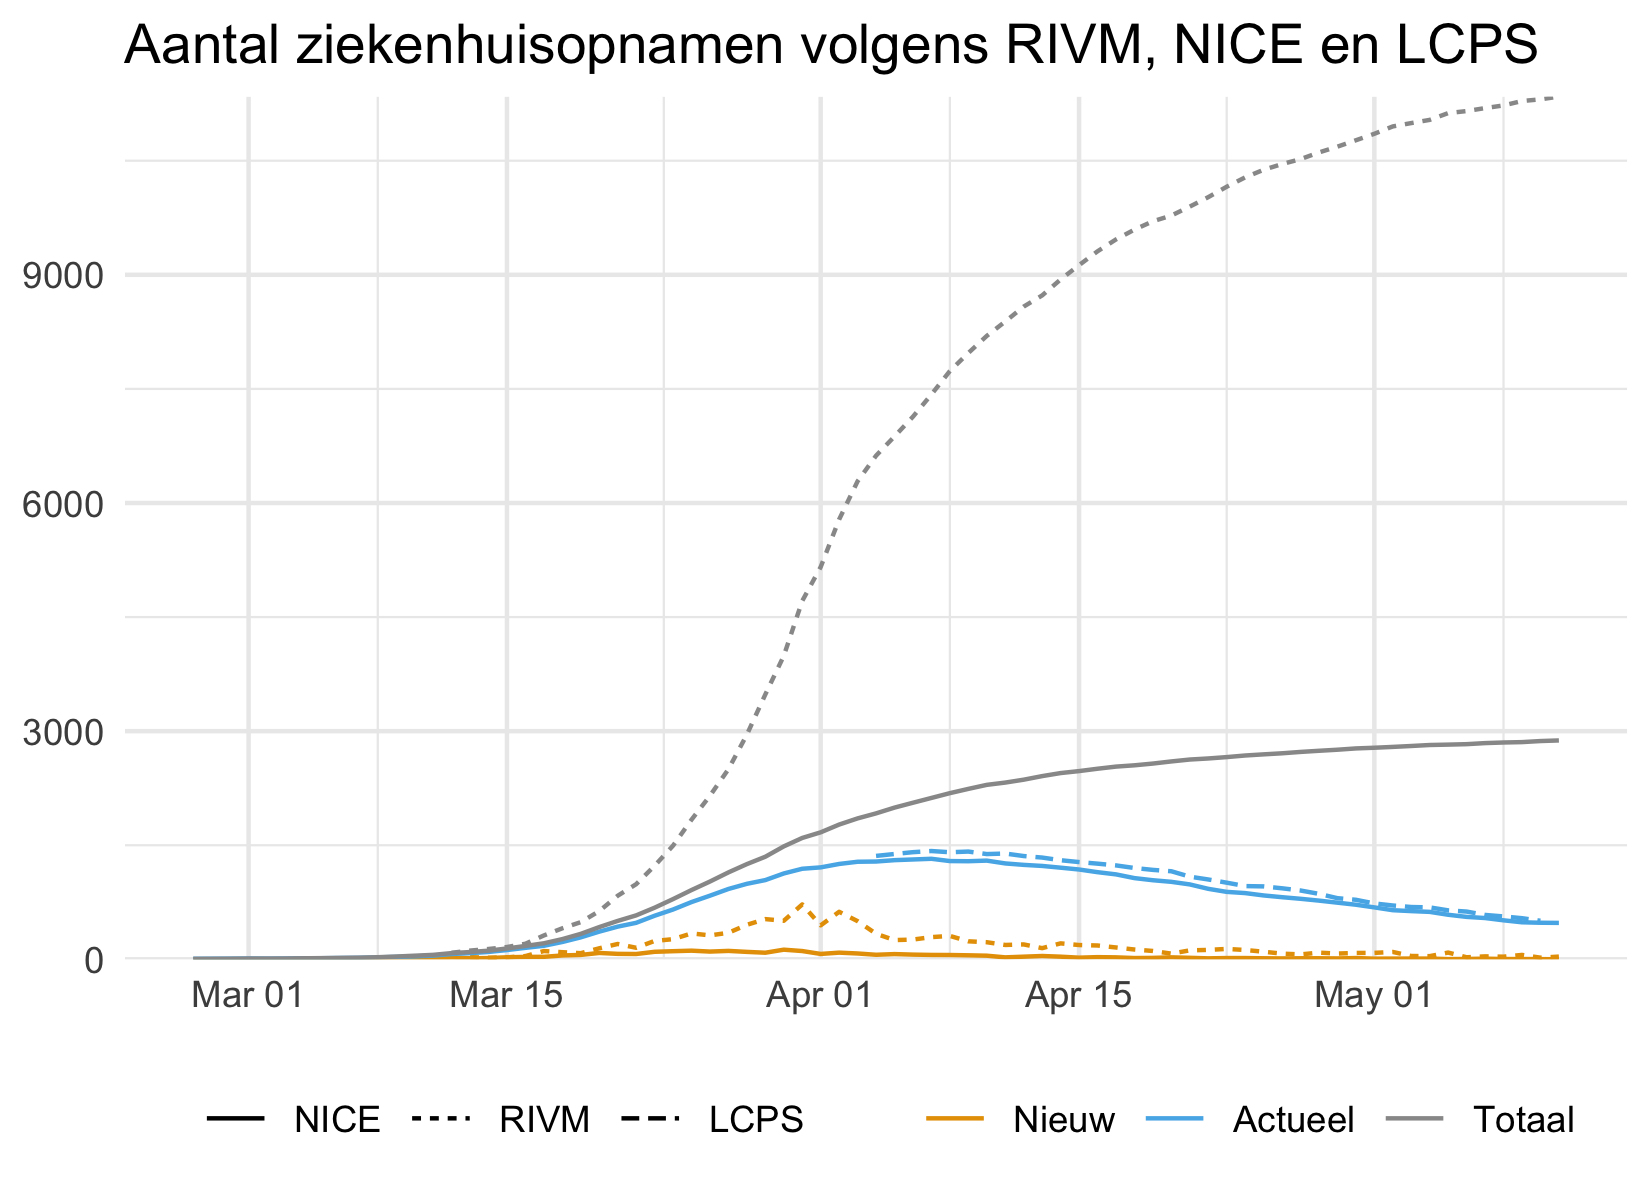 Aantal ziekenhuisopnamen volgens RIVM, NICE en LCPS
9000
6000
3000
0
Mar 01 Mar 15 Apr 01 Apr 15 May 01
NICE RIVM LCPS Nieuw Actueel Totaal